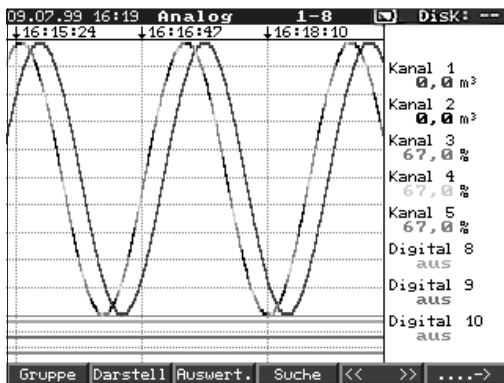 09.07.99 16:19 Analog 1-8 Disk: --
↓16:15:24 ↓16:16:47 ↓16:18:10
Kanal 1
0,0 m³
Kanal 2
0,0 m³
Kanal 3
67,0 %
Kanal 4
67,0 %
Kanal 5
67,0 %
Digital 8
aus
Digital 9
aus
Digital 10
aus
Gruppe Darstell Auswert. Suche << >> ....->